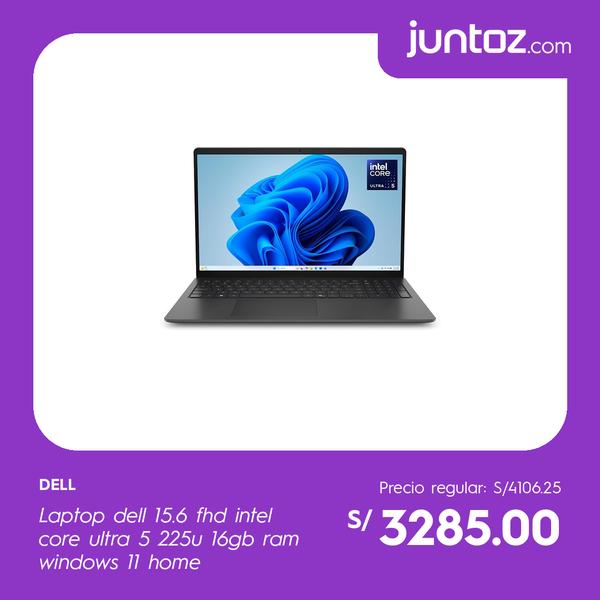 juntoz.com
intel
CORE
ULTRA 5
DELL
Laptop dell 15.6 fhd intel
core ultra 5 225u 16gb ram
windows 11 home
Precio regular: S/4106.25
S/ 3285.00